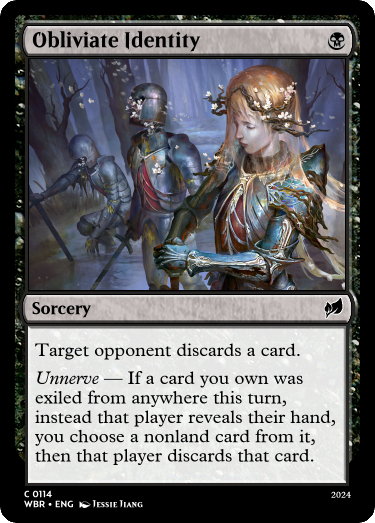 Obliviate Identity
Sorcery
Target opponent discards a card.
Unnerve — If a card you own was
exiled from anywhere this turn,
instead that player reveals their hand,
you choose a nonland card from it,
then that player discards that card.
C 0114
2024
WBR • ENG Jessie Jiang